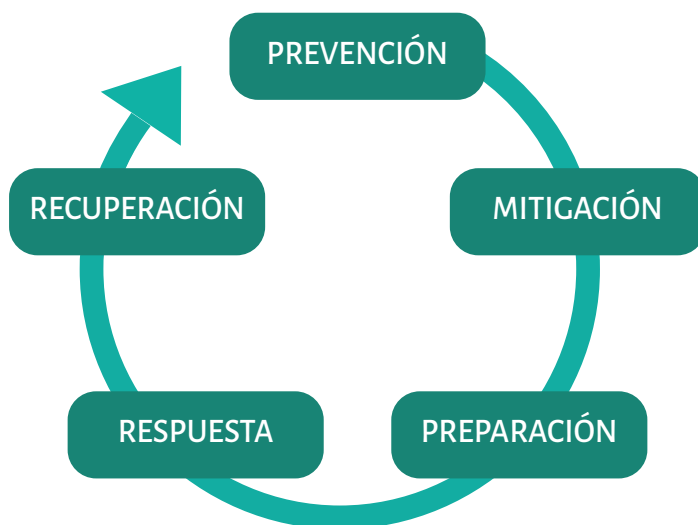 PREVENCIÓN
MITIGACIÓN
PREPARACIÓN
RESPUESTA
RECUPERACIÓN